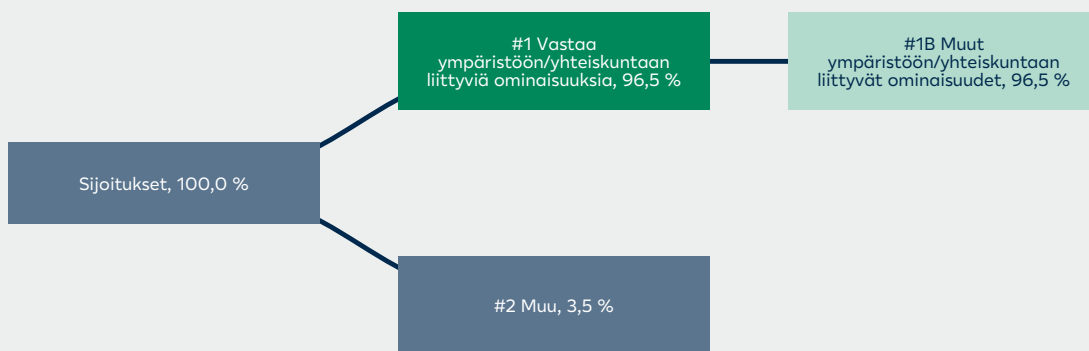 #1 Vastaa
ympäristöön/yhteiskuntaan
liittyviä ominaisuuksia, 96,5 %
#1B Muut
ympäristöön/yhteiskuntaan
liittyvät ominaisuudet, 96,5 %
Sijoitukset, 100,0 %
#2 Muu, 3,5 %